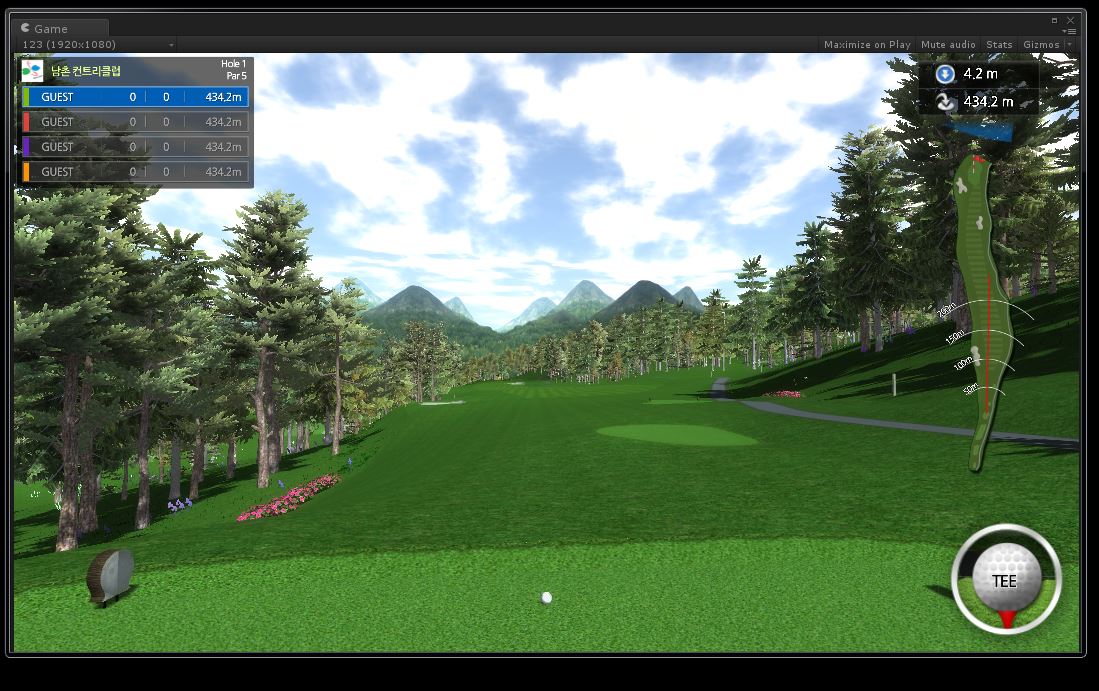 Game
123 (1920x1080)
Maximize on Play Mute audio Stats Gizmos
남촌 컨트리클럽
Hole 1
Par 5
GUEST 0 0 434.2m
GUEST 0 0 434.2m
GUEST 0 0 434.2m
GUEST 0 0 434.2m
4.2 m
434.2 m
200m
150m
100m
50m
TEE